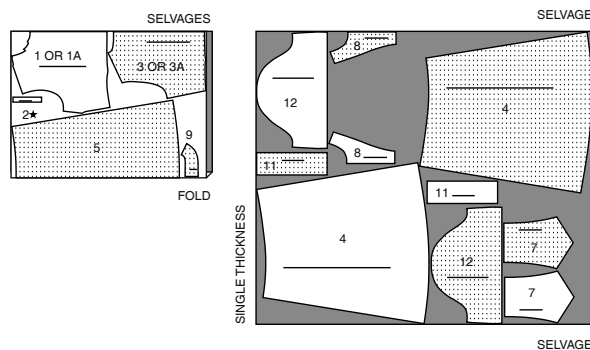 SELVAGES
1 OR 1A
3 OR 3A
2★
5
9
FOLD
SELVAGE
8
12
4
8
11
11
4
12
7
7
SINGLE THICKNESS
SELVAGE